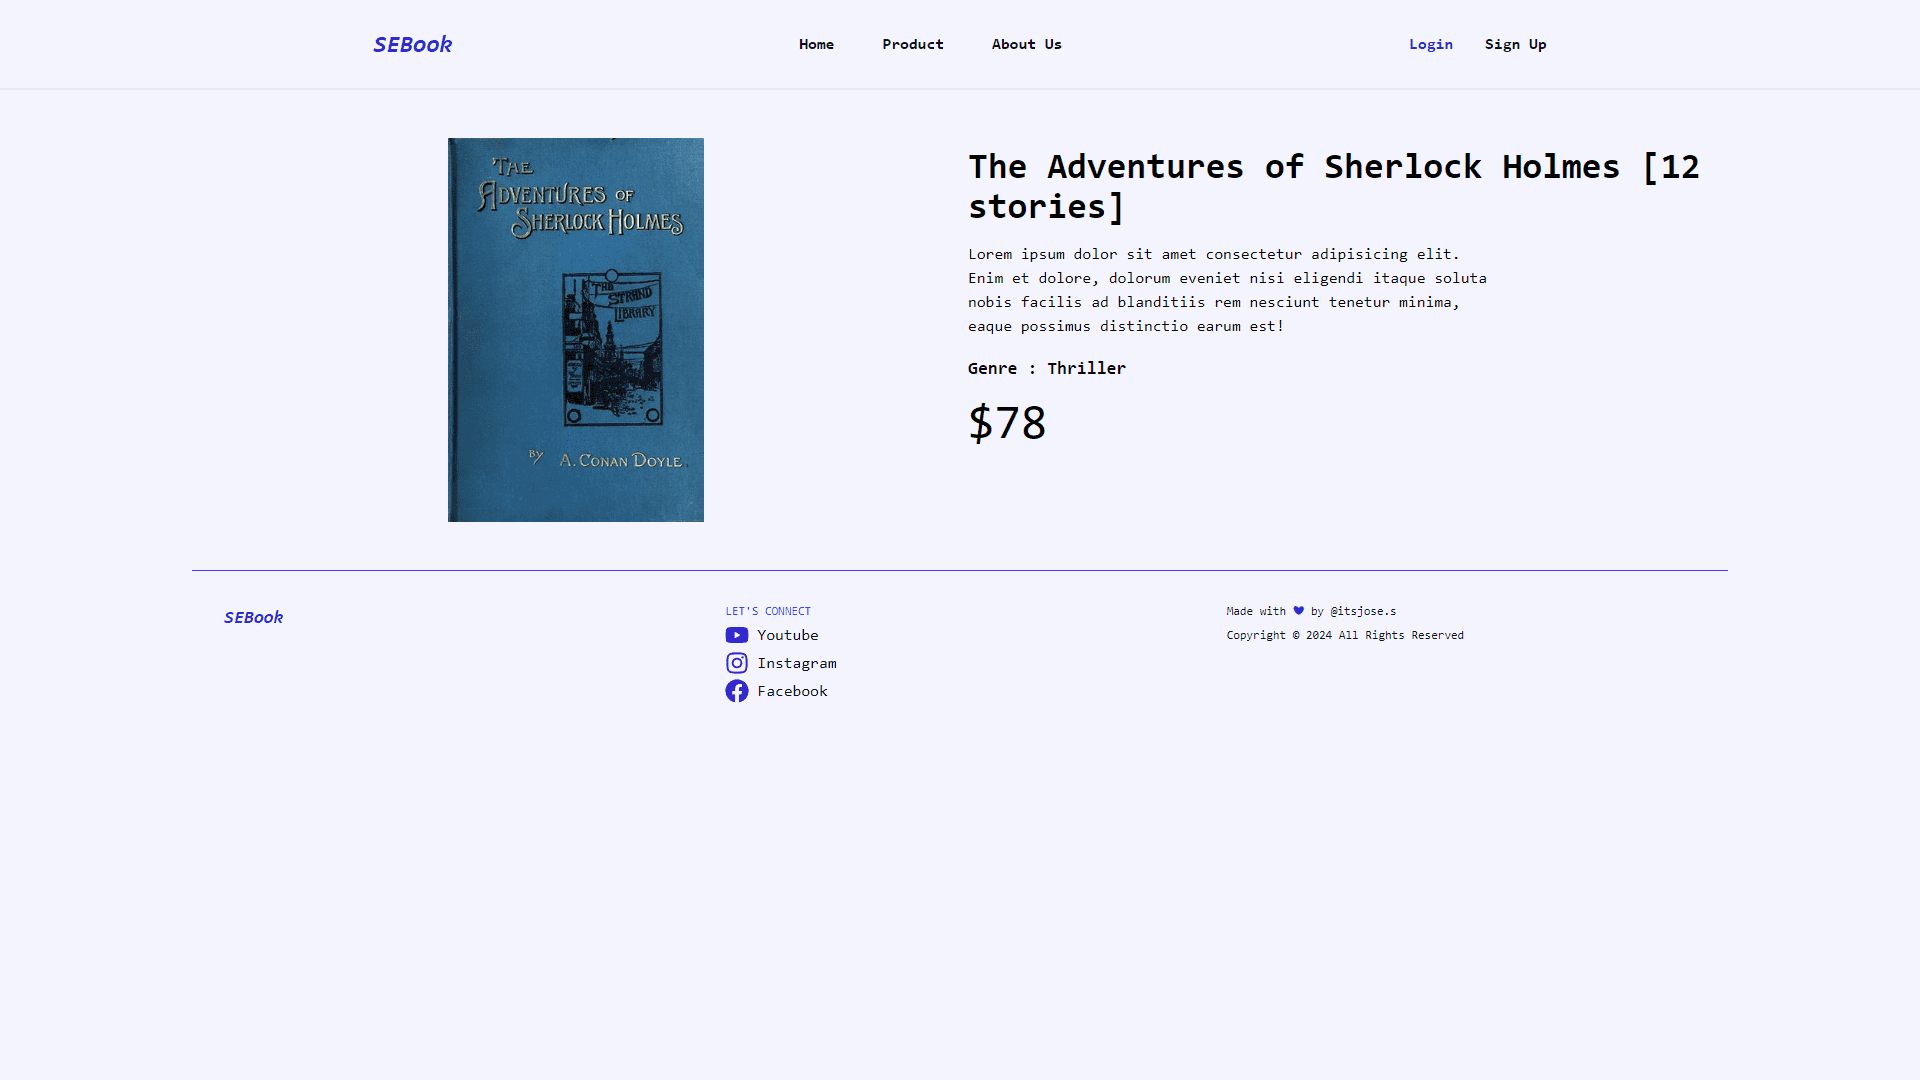 SEBook
Home
Product
About Us
Login
Sign Up
THE
ADVENTURES OF
SHERLOCK HOLMES
THE
STRAND
LIBRARY
BY A. CONAN DOYLE.
The Adventures of Sherlock Holmes [12
stories]
Lorem ipsum dolor sit amet consectetur adipisicing elit.
Enim et dolore, dolorum eveniet nisi eligendi itaque soluta
nobis facilis ad blanditiis rem nesciunt tenetur minima,
eaque possimus distinctio earum est!
Genre : Thriller
$78
SEBook
LET'S CONNECT
Youtube
Instagram
Facebook
Made with by @itsjose.s
Copyright © 2024 All Rights Reserved